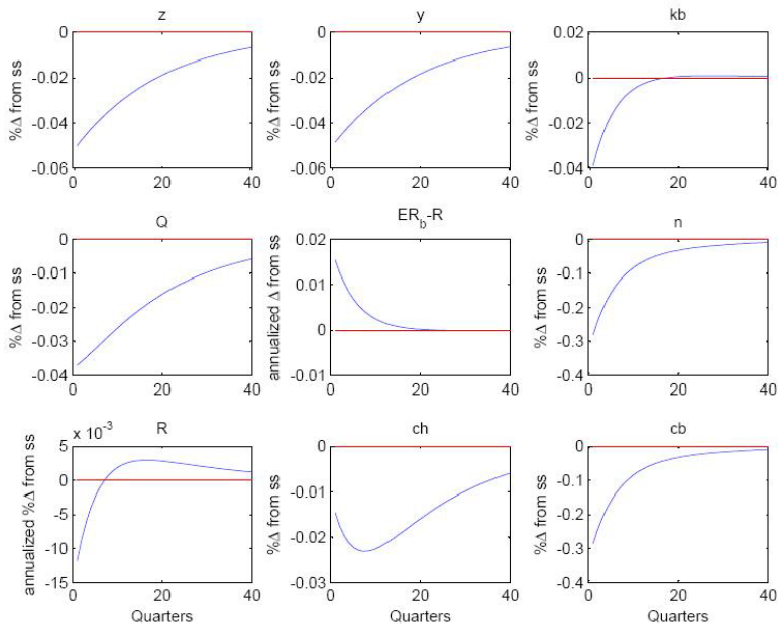 z
%Δ from ss
0
-0.02
-0.04
-0.06
0 20 40
y
%Δ from ss
0
-0.02
-0.04
-0.06
0 20 40
kb
%Δ from ss
0.02
0
-0.02
-0.04
0 20 40
Q
%Δ from ss
0
-0.01
-0.02
-0.03
-0.04
0 20 40
ER_b-R
annualized Δ from ss
0.02
0.01
0
-0.01
0 20 40
n
%Δ from ss
0
-0.1
-0.2
-0.3
-0.4
0 20 40
R
x 10^-3
annualized %Δ from ss
5
0
-5
-10
-15
0 20 40
Quarters
ch
%Δ from ss
0
-0.01
-0.02
-0.03
0 20 40
Quarters
cb
%Δ from ss
0
-0.1
-0.2
-0.3
-0.4
0 20 40
Quarters